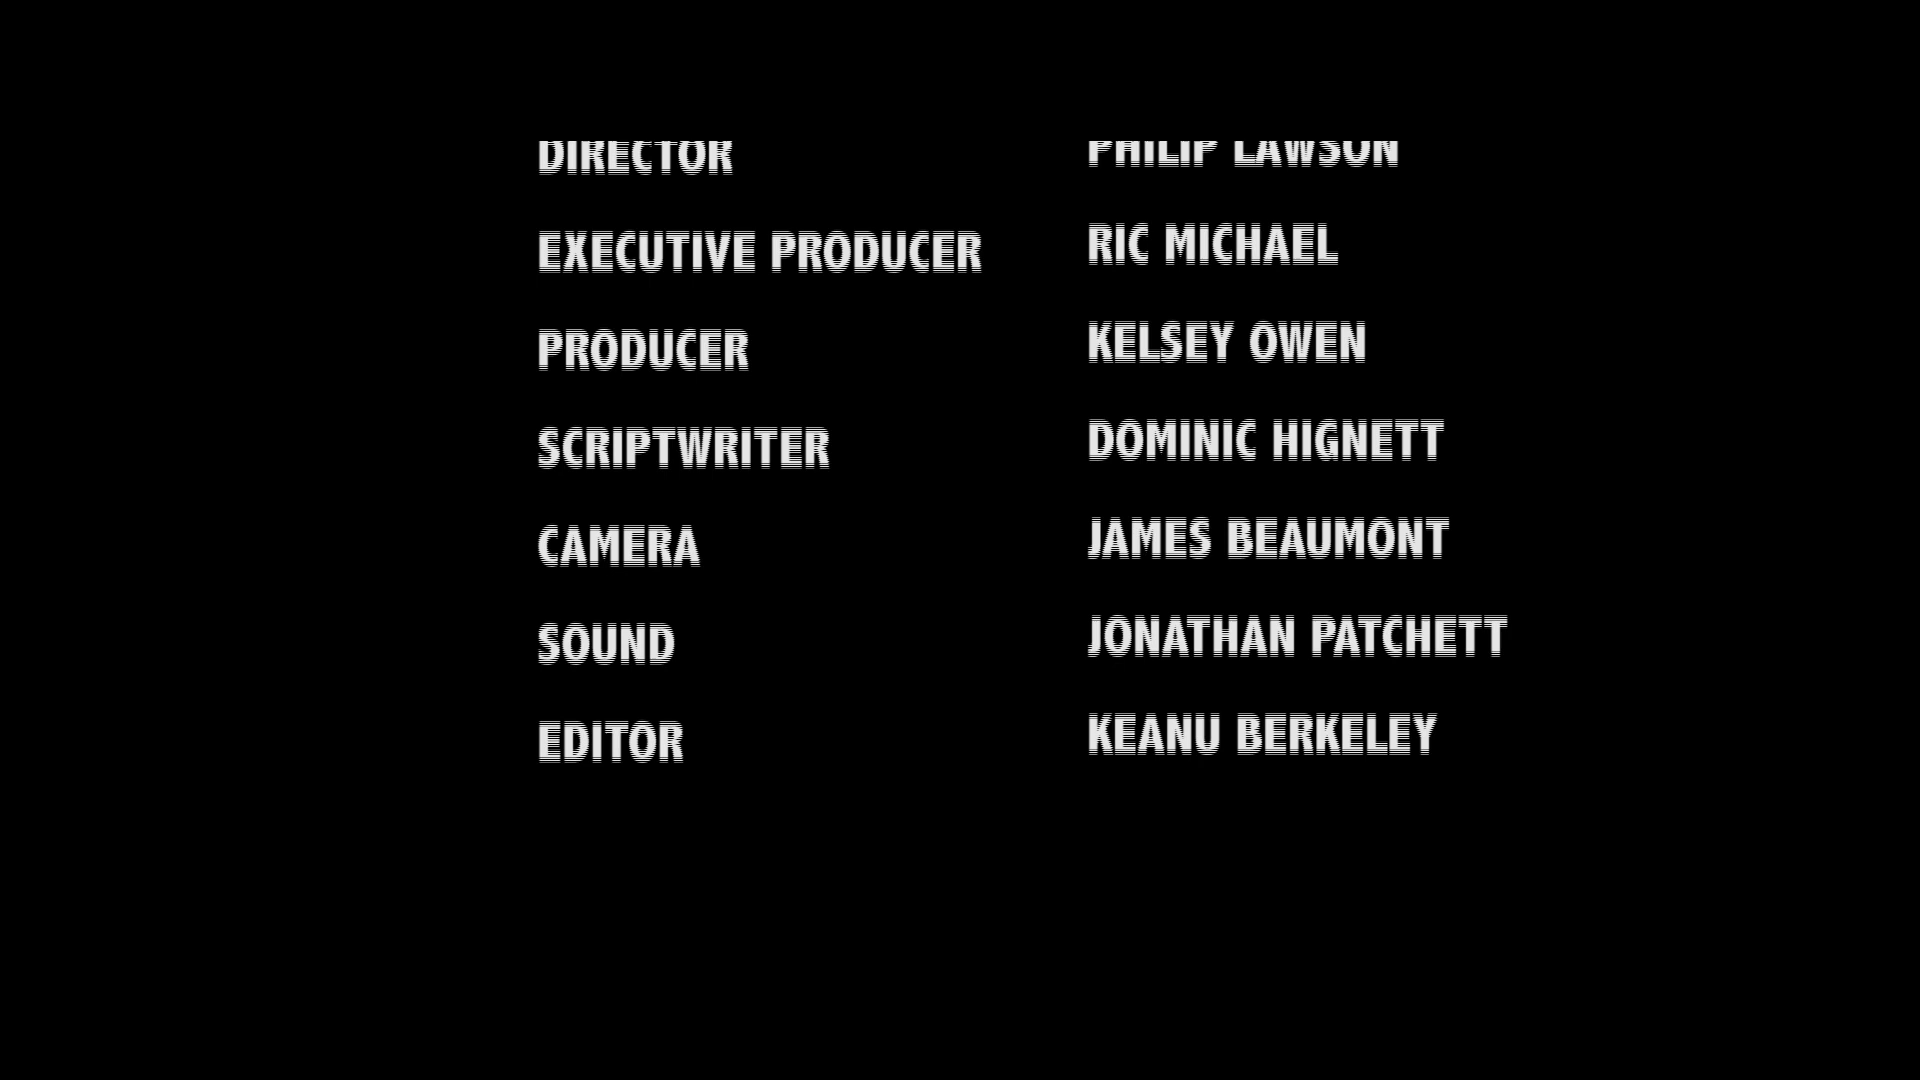 DIRECTOR PHILIP LAWSON
EXECUTIVE PRODUCER RIC MICHAEL
PRODUCER KELSEY OWEN
SCRIPTWRITER DOMINIC HIGNETT
CAMERA JAMES BEAUMONT
SOUND JONATHAN PATCHETT
EDITOR KEANU BERKELEY